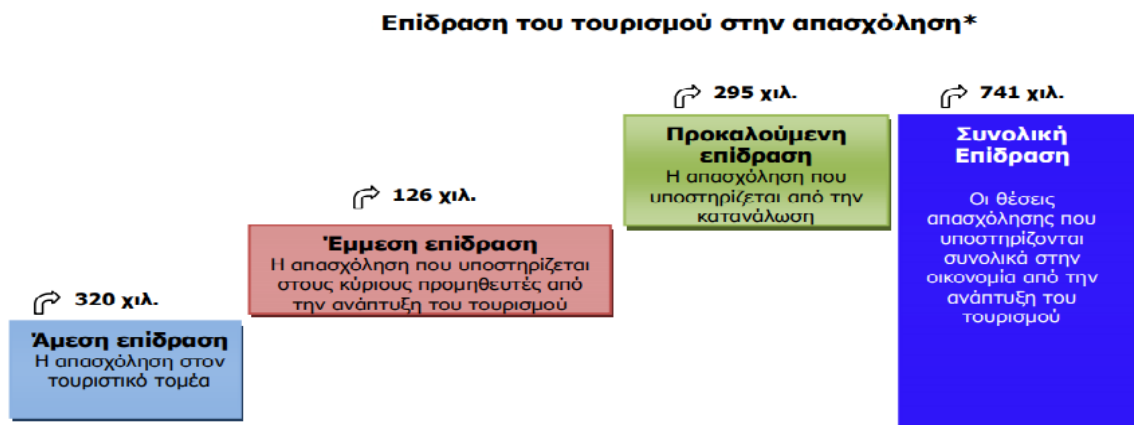 Επίδραση του τουρισμού στην απασχόληση*
320 χιλ.
Άμεση επίδραση
Η απασχόληση στον
τουριστικό τομέα
126 χιλ.
Έμμεση επίδραση
Η απασχόληση που υποστηρίζεται
στους κύριους προμηθευτές από
την ανάπτυξη του τουρισμού
295 χιλ.
Προκαλούμενη
επίδραση
Η απασχόληση που
υποστηρίζεται από την
κατανάλωση
741 χιλ.
Συνολική
Επίδραση
Οι θέσεις
απασχόλησης που
υποστηρίζονται
συνολικά στην
οικονομία από την
ανάπτυξη του
τουρισμού